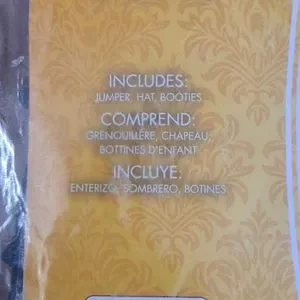 INCLUDES:
JUMPER, HAT, BOOTIES
COMPREND:
GRENOUILLÈRE, CHAPEAU,
BOTTINES D'ENFANT
INCLUYE:
ENTERIZO, SOMBRERO, BOTINES